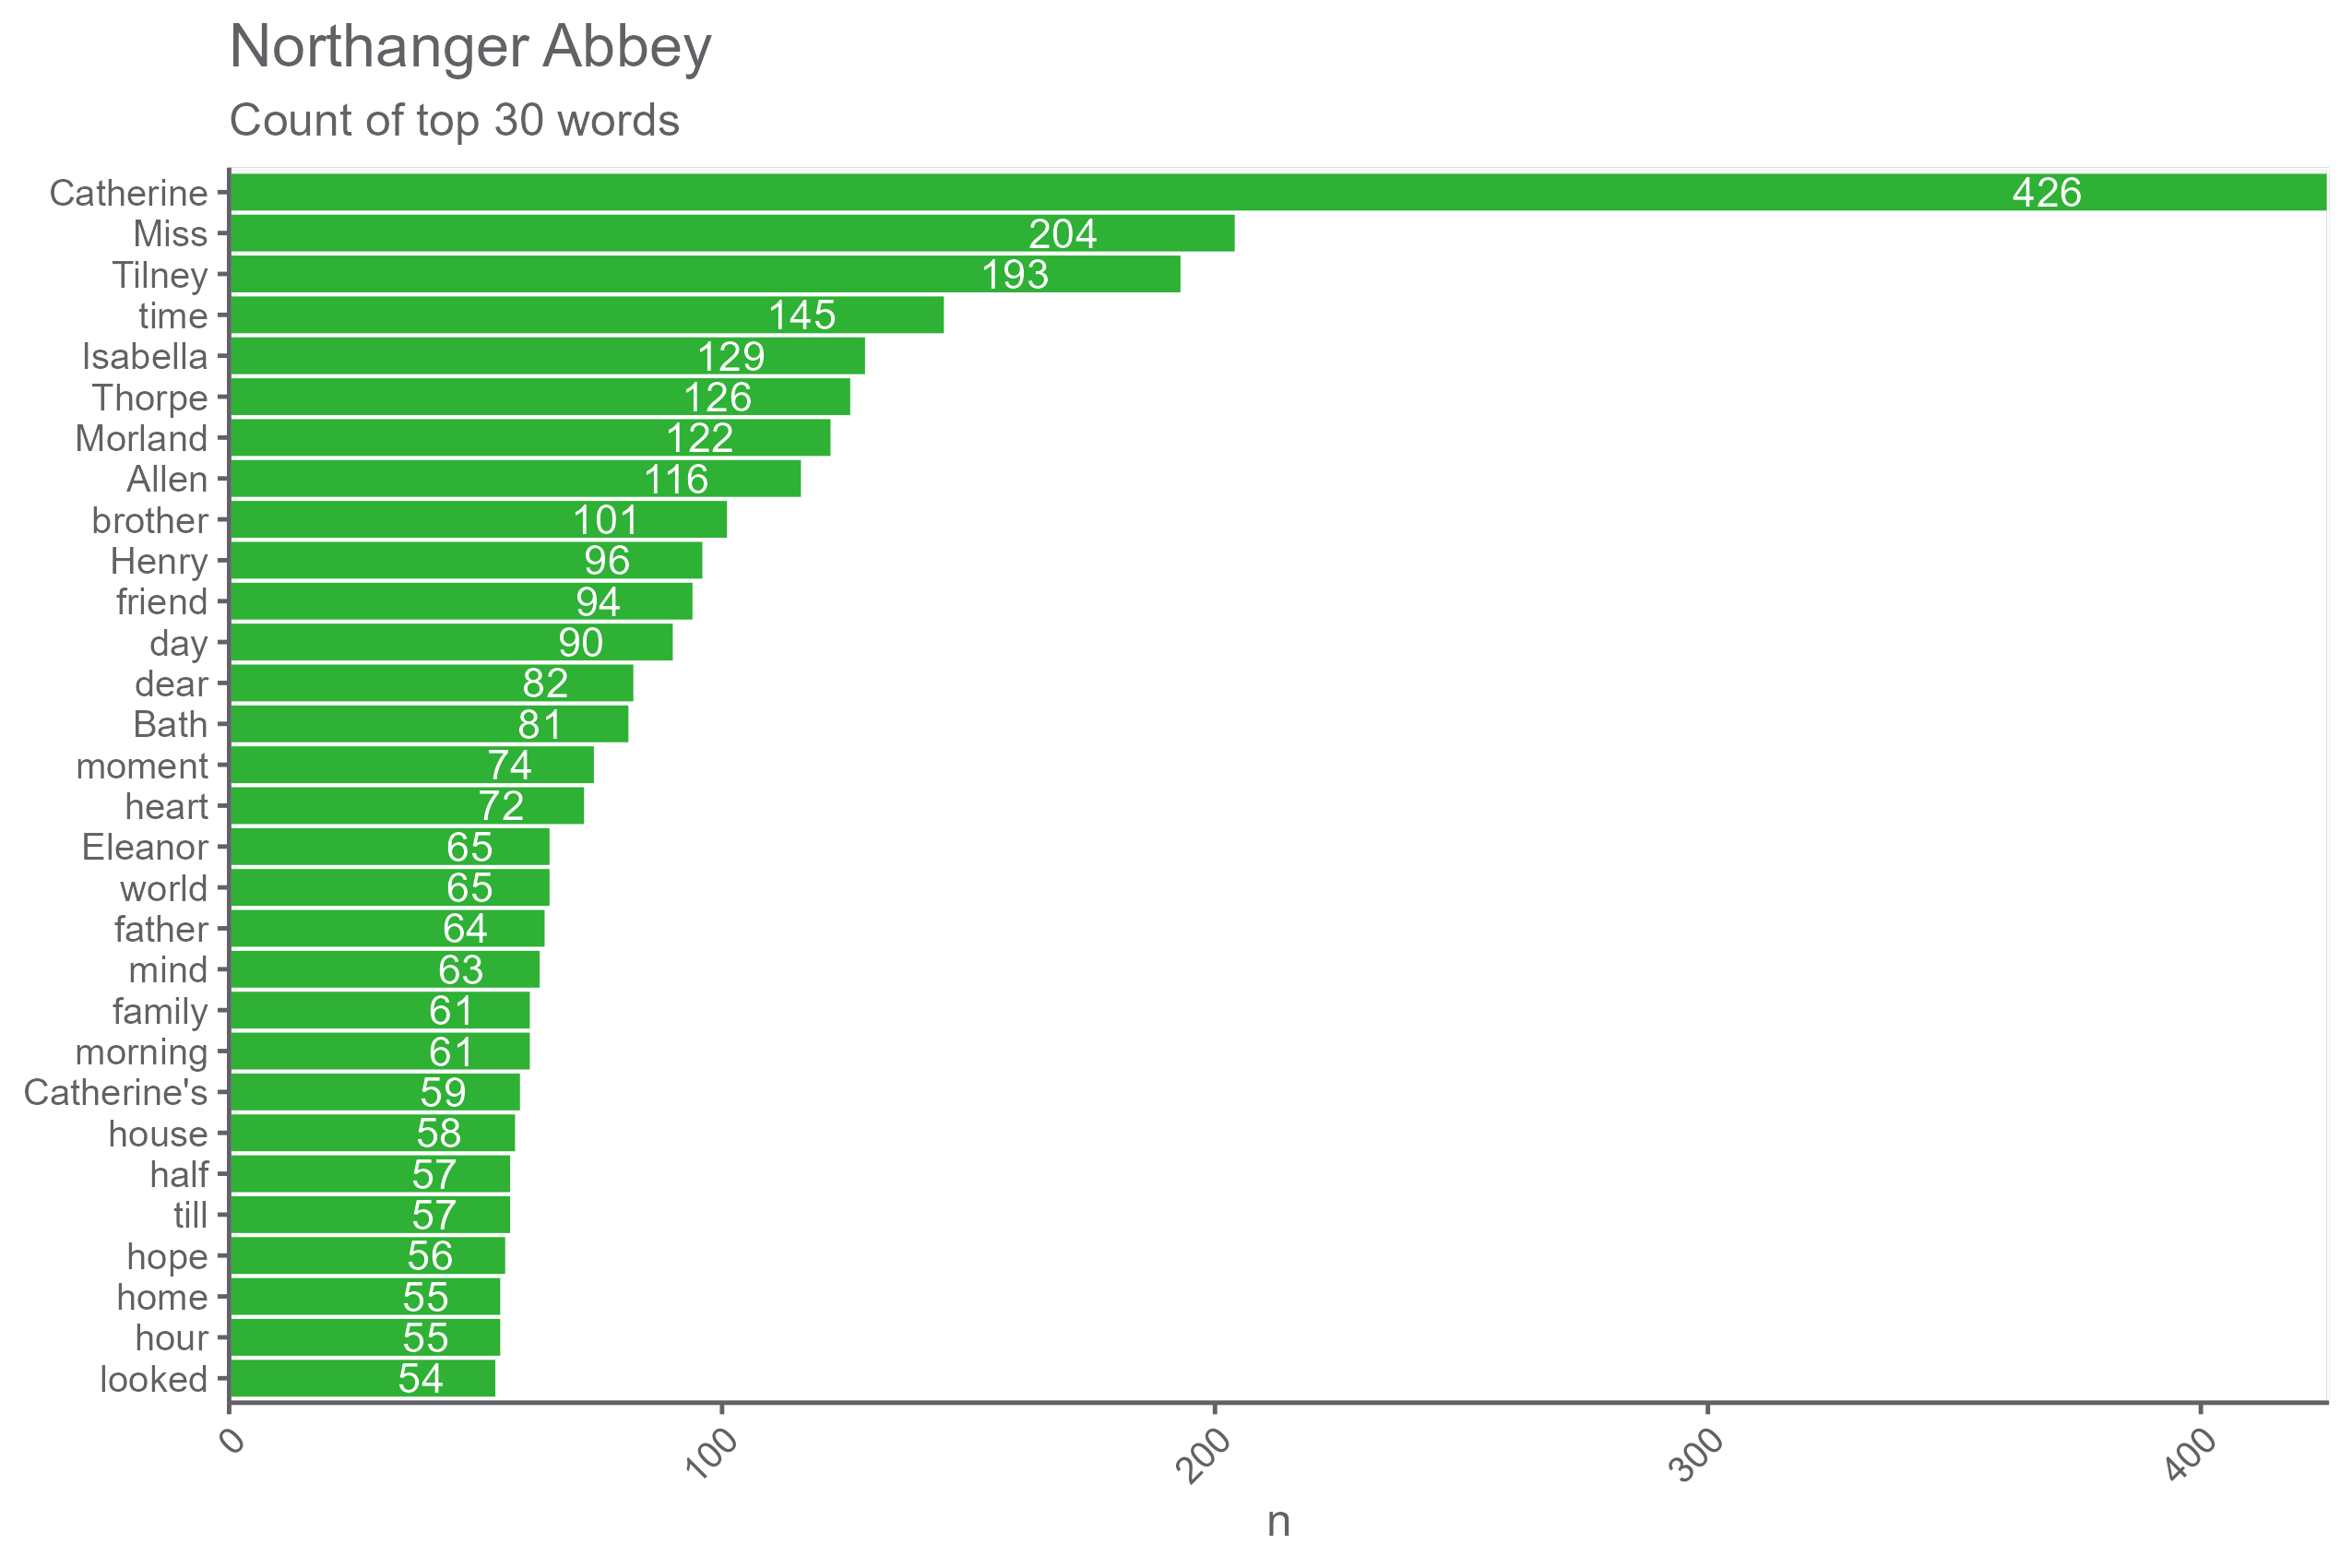 Northanger Abbey
Count of top 30 words
Catherine 426
Miss 204
Tilney 193
time 145
Isabella 129
Thorpe 126
Morland 122
Allen 116
brother 101
Henry 96
friend 94
day 90
dear 82
Bath 81
moment 74
heart 72
Eleanor 65
world 65
father 64
mind 63
family 61
morning 61
Catherine's 59
house 58
half 57
till 57
hope 56
home 55
hour 55
looked 54
0 100 200 300 400
n